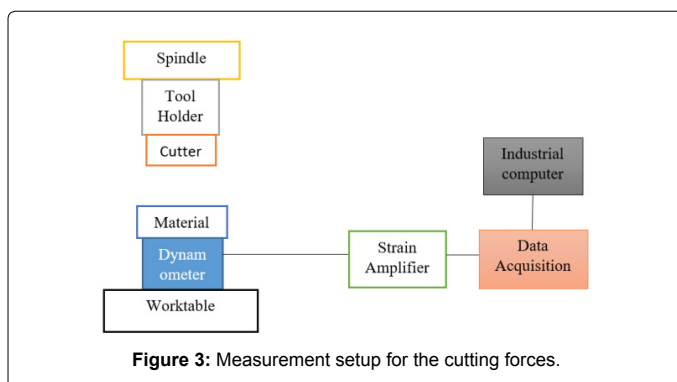 Spindle
Tool
Holder
Cutter
Industrial
computer
Material
Dynam
ometer
Worktable
Strain
Amplifier
Data
Acquisition
Figure 3: Measurement setup for the cutting forces.